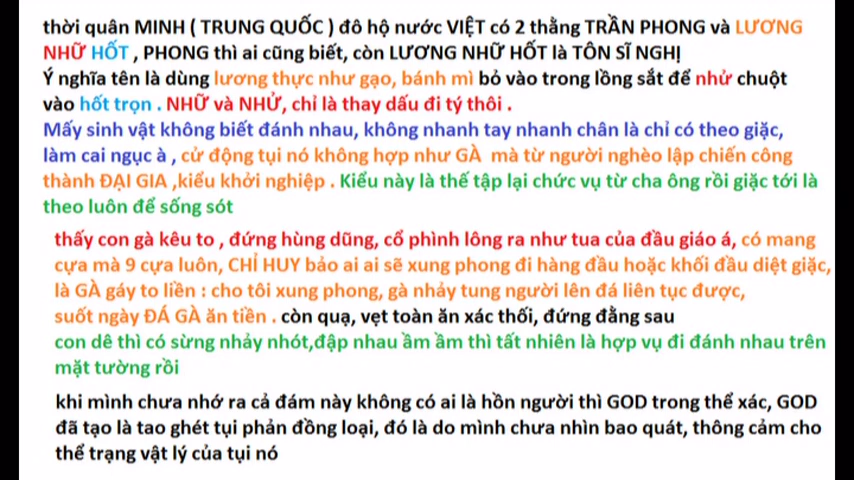 thời quân MINH ( TRUNG QUỐC ) đô hộ nước VIỆT có 2 thằng TRẦN PHONG và LƯƠNG
NHỮ HỐT , PHONG thì ai cũng biết, còn LƯƠNG NHỮ HỐT là TÔN SĨ NGHỊ
Ý nghĩa tên là dùng lương thực như gạo, bánh mì bỏ vào trong lồng sắt để nhử chuột
vào hốt trọn . NHỮ và NHỬ, chỉ là thay dấu đi tý thôi .
Mấy sinh vật không biết đánh nhau, không nhanh tay nhanh chân là chỉ có theo giặc,
làm cai ngục à , cử động tụi nó không hợp như GÀ mà từ người nghèo lập chiến công
thành ĐẠI GIA ,kiểu khởi nghiệp . Kiểu này là thế tập lại chức vụ từ cha ông rồi giặc tới là
theo luôn để sống sót
thấy con gà kêu to , đứng hùng dũng, cổ phình lông ra như tua của đầu giáo á, có mang
cựa mà 9 cựa luôn, CHỈ HUY bảo ai ai sẽ xung phong đi hàng đầu hoặc khối đầu diệt giặc,
là GÀ gáy to liền : cho tôi xung phong, gà nhảy tung người lên đá liên tục được,
suốt ngày ĐÁ GÀ ăn tiền . còn quạ, vẹt toàn ăn xác thối, đứng đằng sau
con dê thì có sừng nhảy nhót,đập nhau ầm ầm thì tất nhiên là hợp vụ đi đánh nhau trên
mặt tường rồi
khi mình chưa nhớ ra cả đám này không có ai là hồn người thì GOD trong thể xác, GOD
đã tạo là tao ghét tụi phản đồng loại, đó là do mình chưa nhìn bao quát, thông cảm cho
thể trạng vật lý của tụi nó